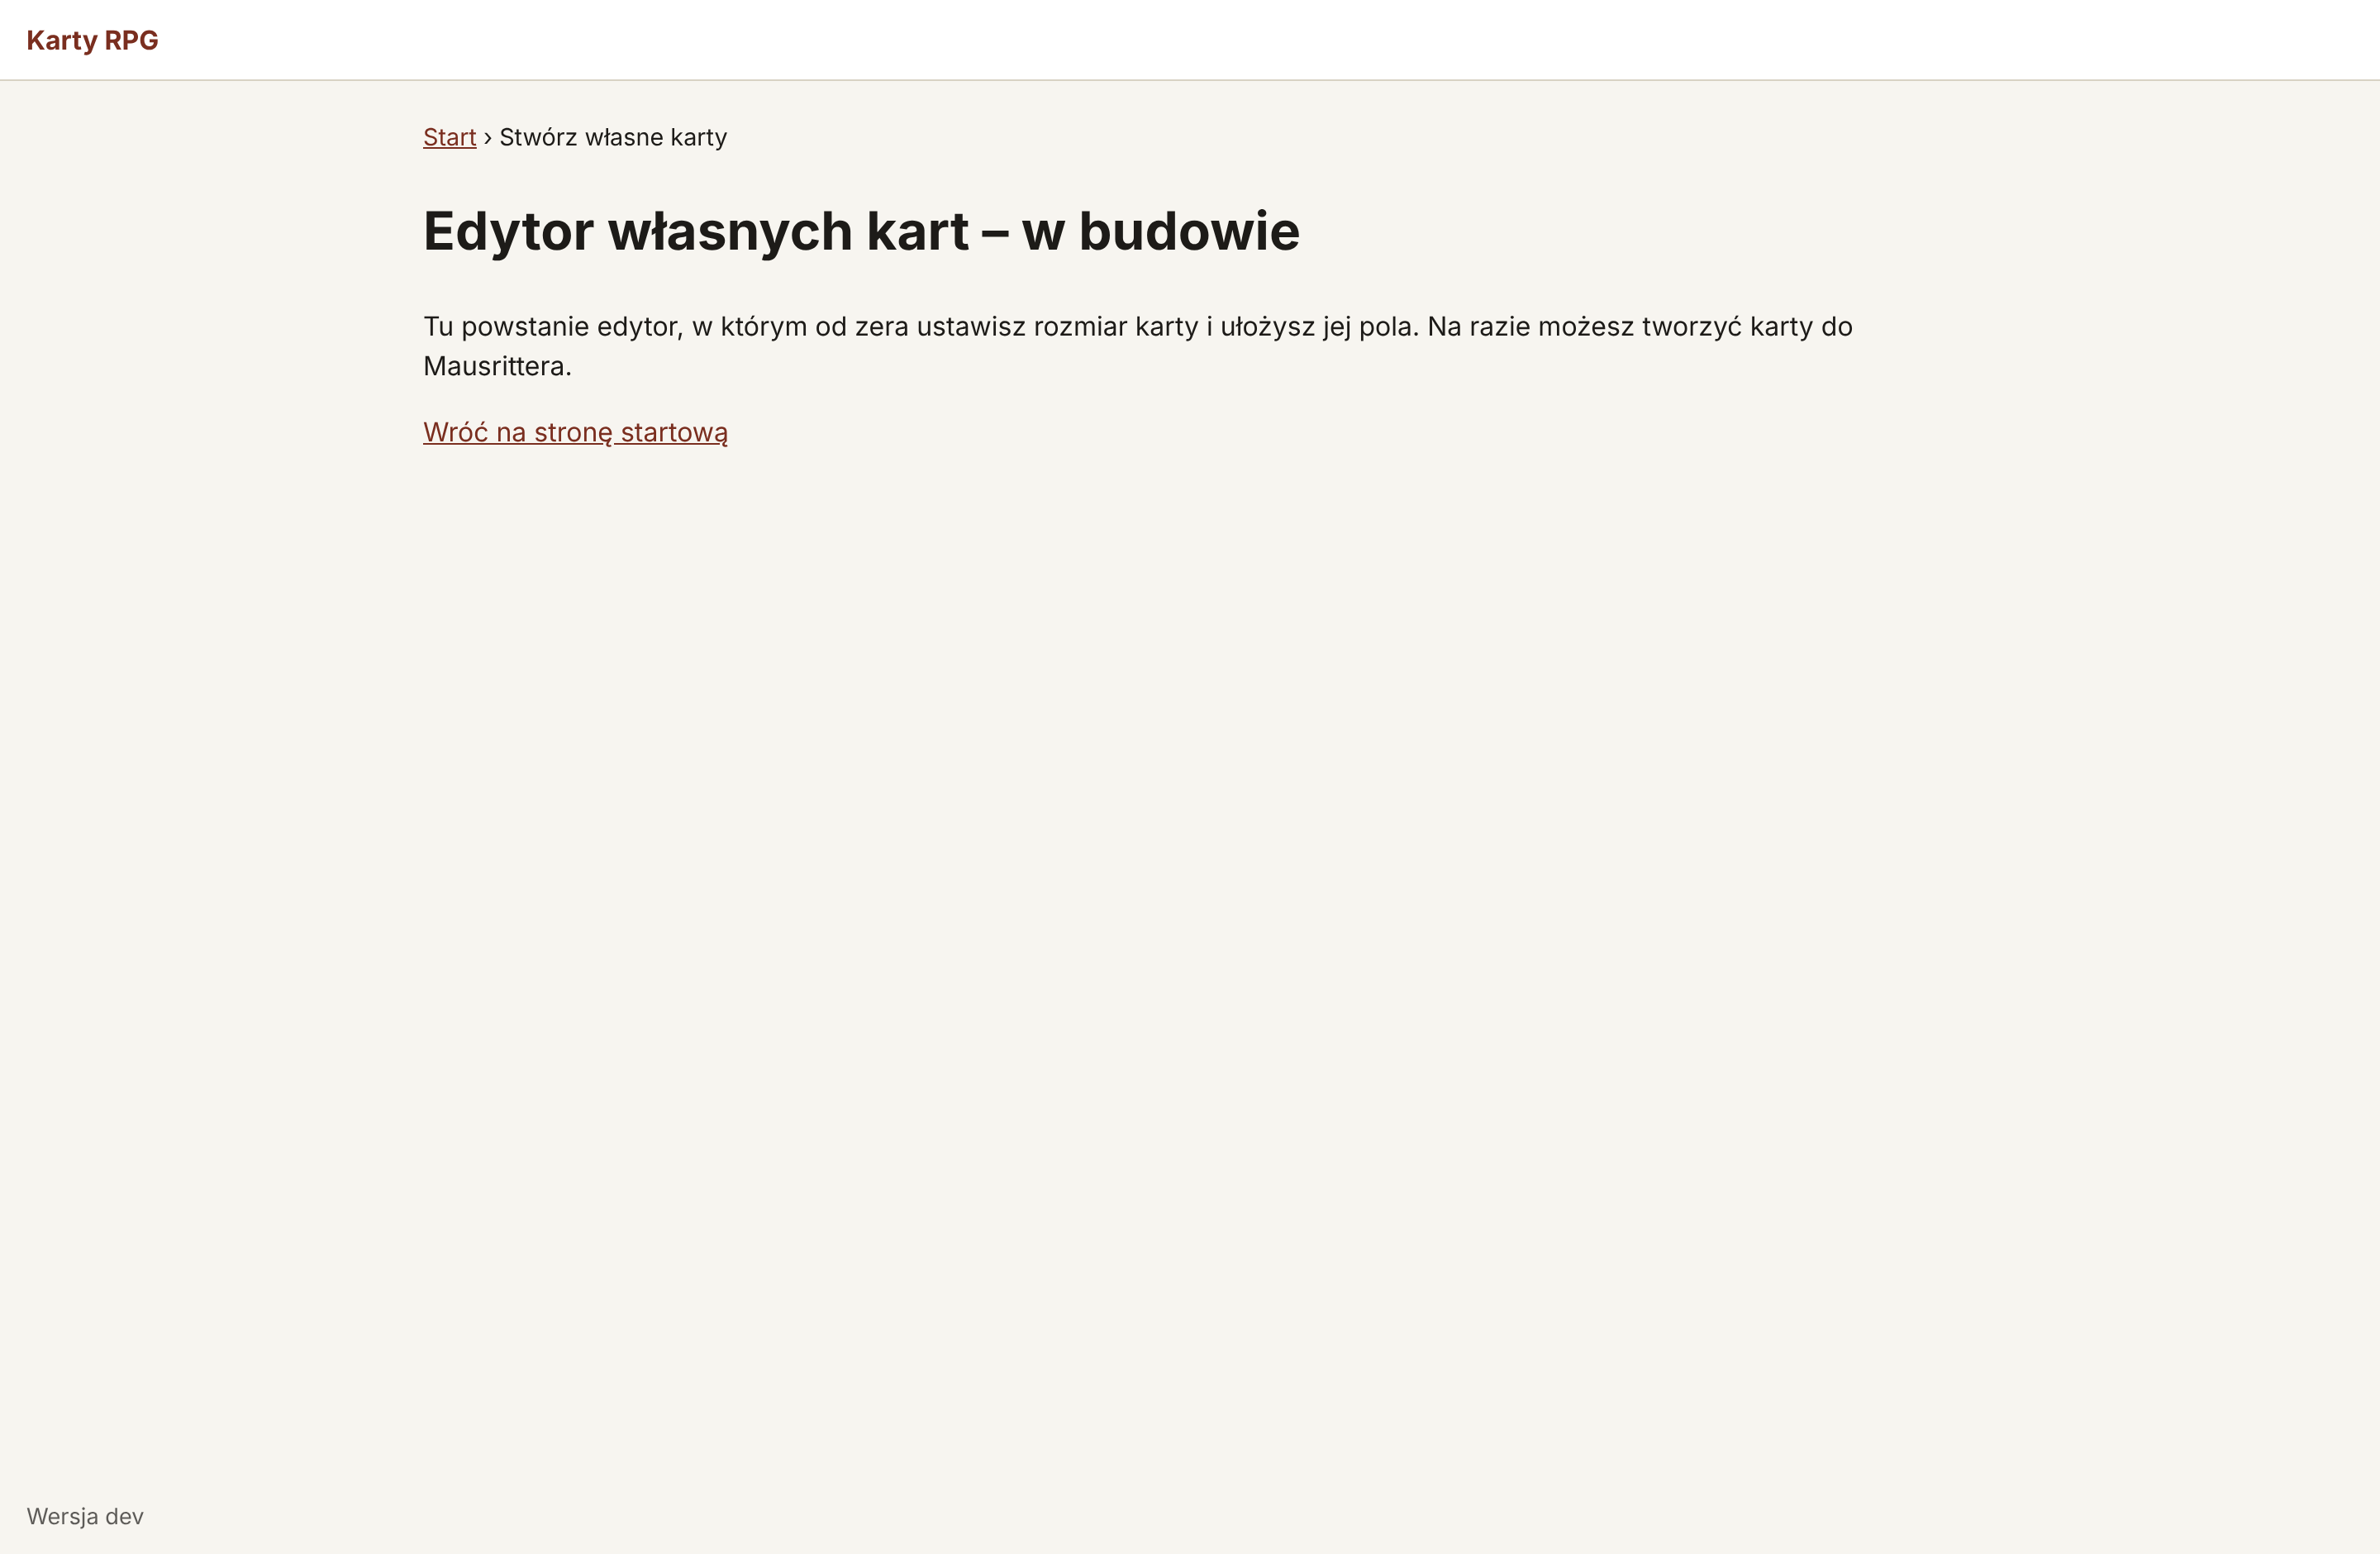 Karty RPG
Start › Stwórz własne karty
Edytor własnych kart – w budowie
Tu powstanie edytor, w którym od zera ustawisz rozmiar karty i ułożysz jej pola. Na razie możesz tworzyć karty do
Mausrittera.
Wróć na stronę startową
Wersja dev